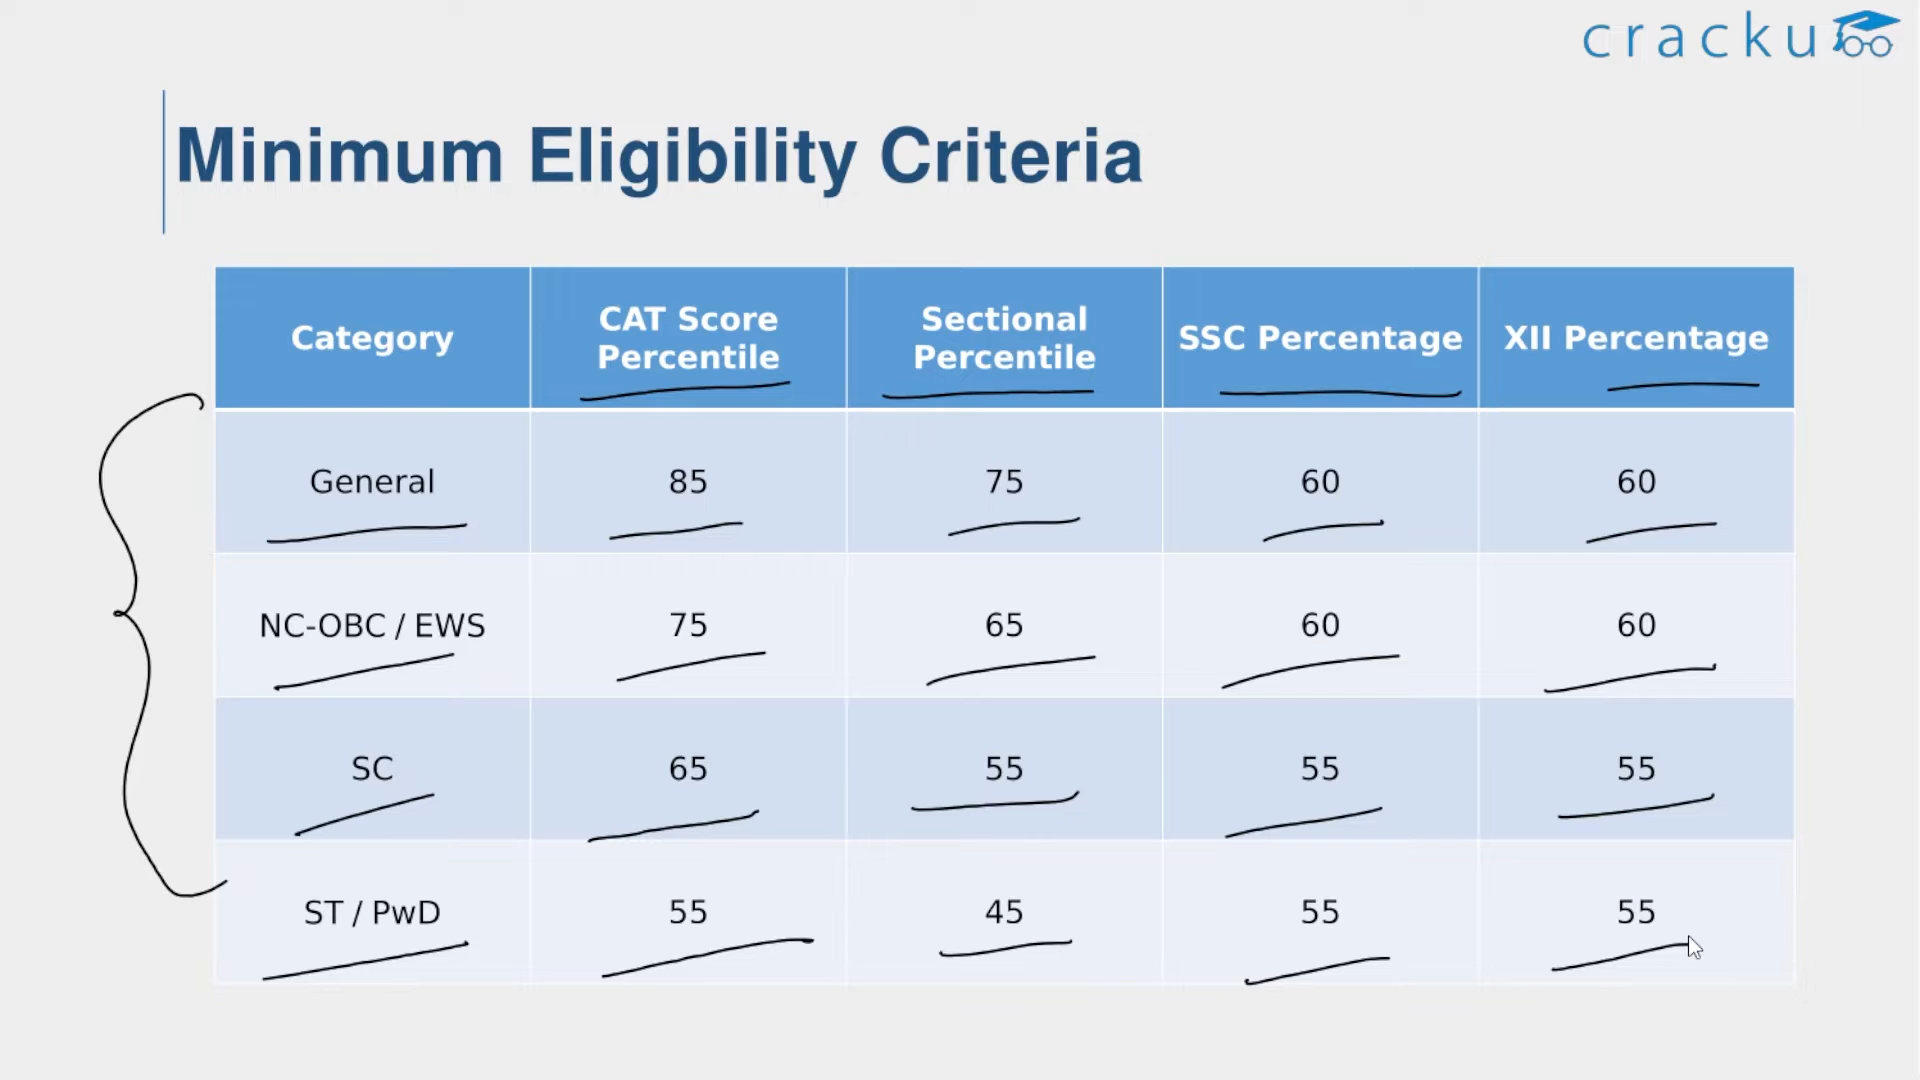 cracku
Minimum Eligibility Criteria
Category
CAT Score
Percentile
Sectional
Percentile
SSC Percentage
XII Percentage
General
85
75
60
60
NC-OBC / EWS
75
65
60
60
SC
65
55
55
55
ST / PwD
55
45
55
55